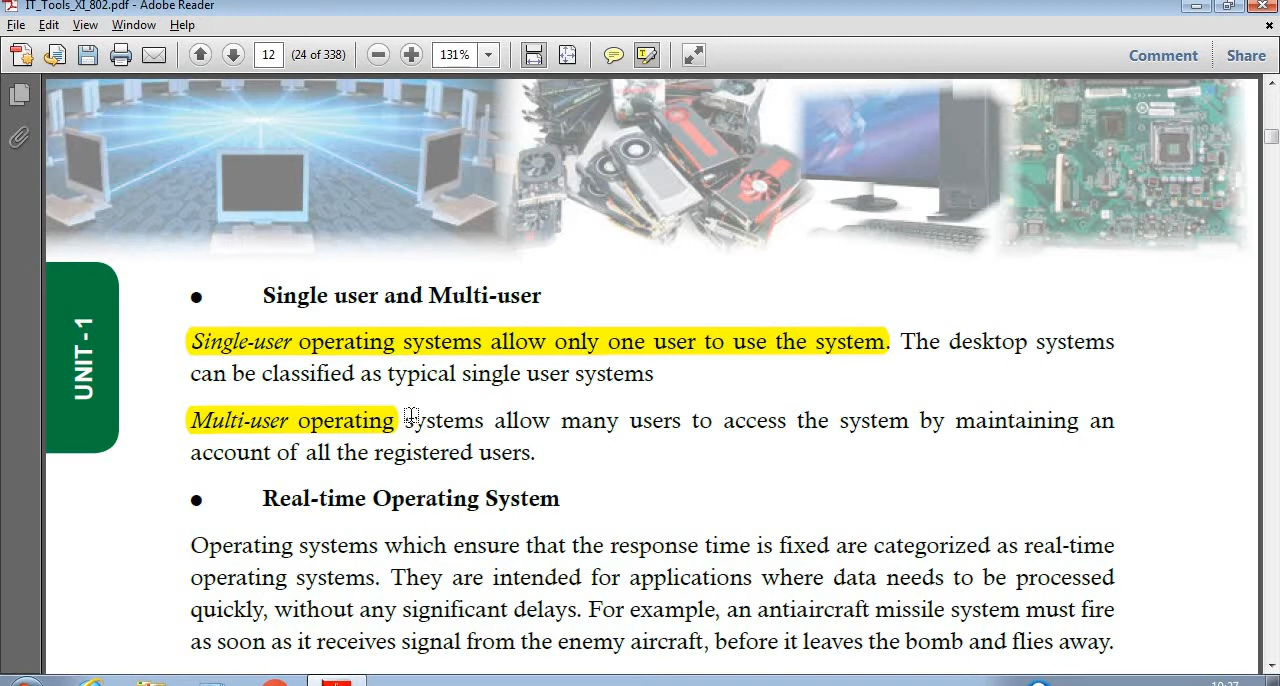 IT_Tools_XI_802.pdf - Adobe Reader
File Edit View Window Help
12 (24 of 338) 131% Comment Share
UNIT - 1
● Single user and Multi-user
Single-user operating systems allow only one user to use the system. The desktop systems
can be classified as typical single user systems
Multi-user operating systems allow many users to access the system by maintaining an
account of all the registered users.
● Real-time Operating System
Operating systems which ensure that the response time is fixed are categorized as real-time
operating systems. They are intended for applications where data needs to be processed
quickly, without any significant delays. For example, an antiaircraft missile system must fire
as soon as it receives signal from the enemy aircraft, before it leaves the bomb and flies away.